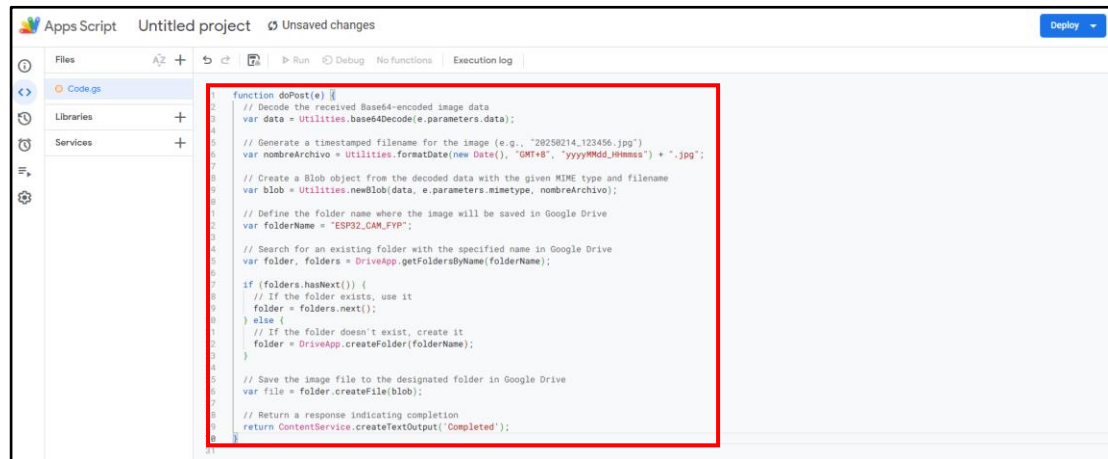 Apps Script Untitled project Unsaved changes Deploy
Files AZ No functions Execution log
Run Debug
Code.gs
Libraries
Services
function doPost(e) {
// Decode the received Base64-encoded image data
var data = Utilities.base64Decode(e.parameters.data);
// Generate a timestamped filename for the image (e.g., "20250214_123456.jpg")
var nombreArchivo = Utilities.formatDate(new Date(), "GMT+8", "yyyyMMdd_HHmmss") + ".jpg";
// Create a Blob object from the decoded data with the given MIME type and filename
var blob = Utilities.newBlob(data, e.parameters.mimetype, nombreArchivo);
// Define the folder name where the image will be saved in Google Drive
var folderName = "ESP32_CAM_FYP";
// Search for an existing folder with the specified name in Google Drive
var folder, folders = DriveApp.getFoldersByName(folderName);
if (folders.hasNext()) {
// If the folder exists, use it
folder = folders.next();
} else {
// If the folder doesn't exist, create it
folder = DriveApp.createFolder(folderName);
}
// Save the image file to the designated folder in Google Drive
var file = folder.createFile(blob);
// Return a response indicating completion
return ContentService.createTextOutput('Completed');
}
31